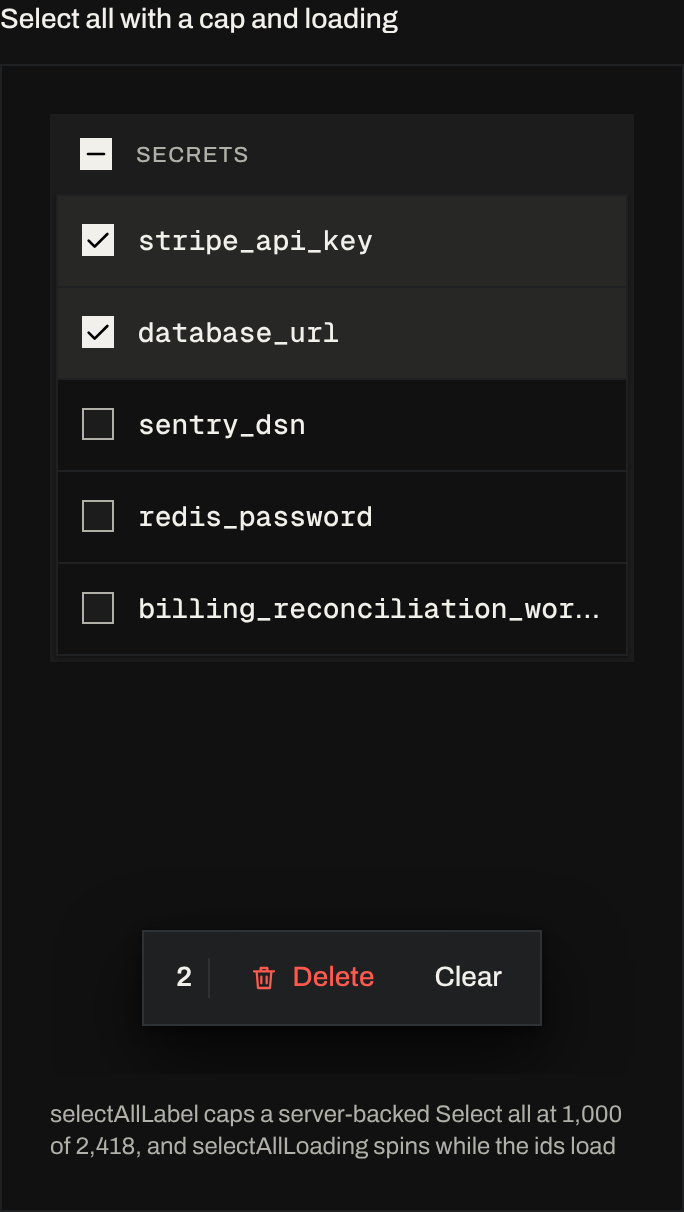 Select all with a cap and loading
SECRETS
stripe_api_key
database_url
sentry_dsn
redis_password
billing_reconciliation_wor...
2 Delete Clear
selectAllLabel caps a server-backed Select all at 1,000
of 2,418, and selectAllLoading spins while the ids load